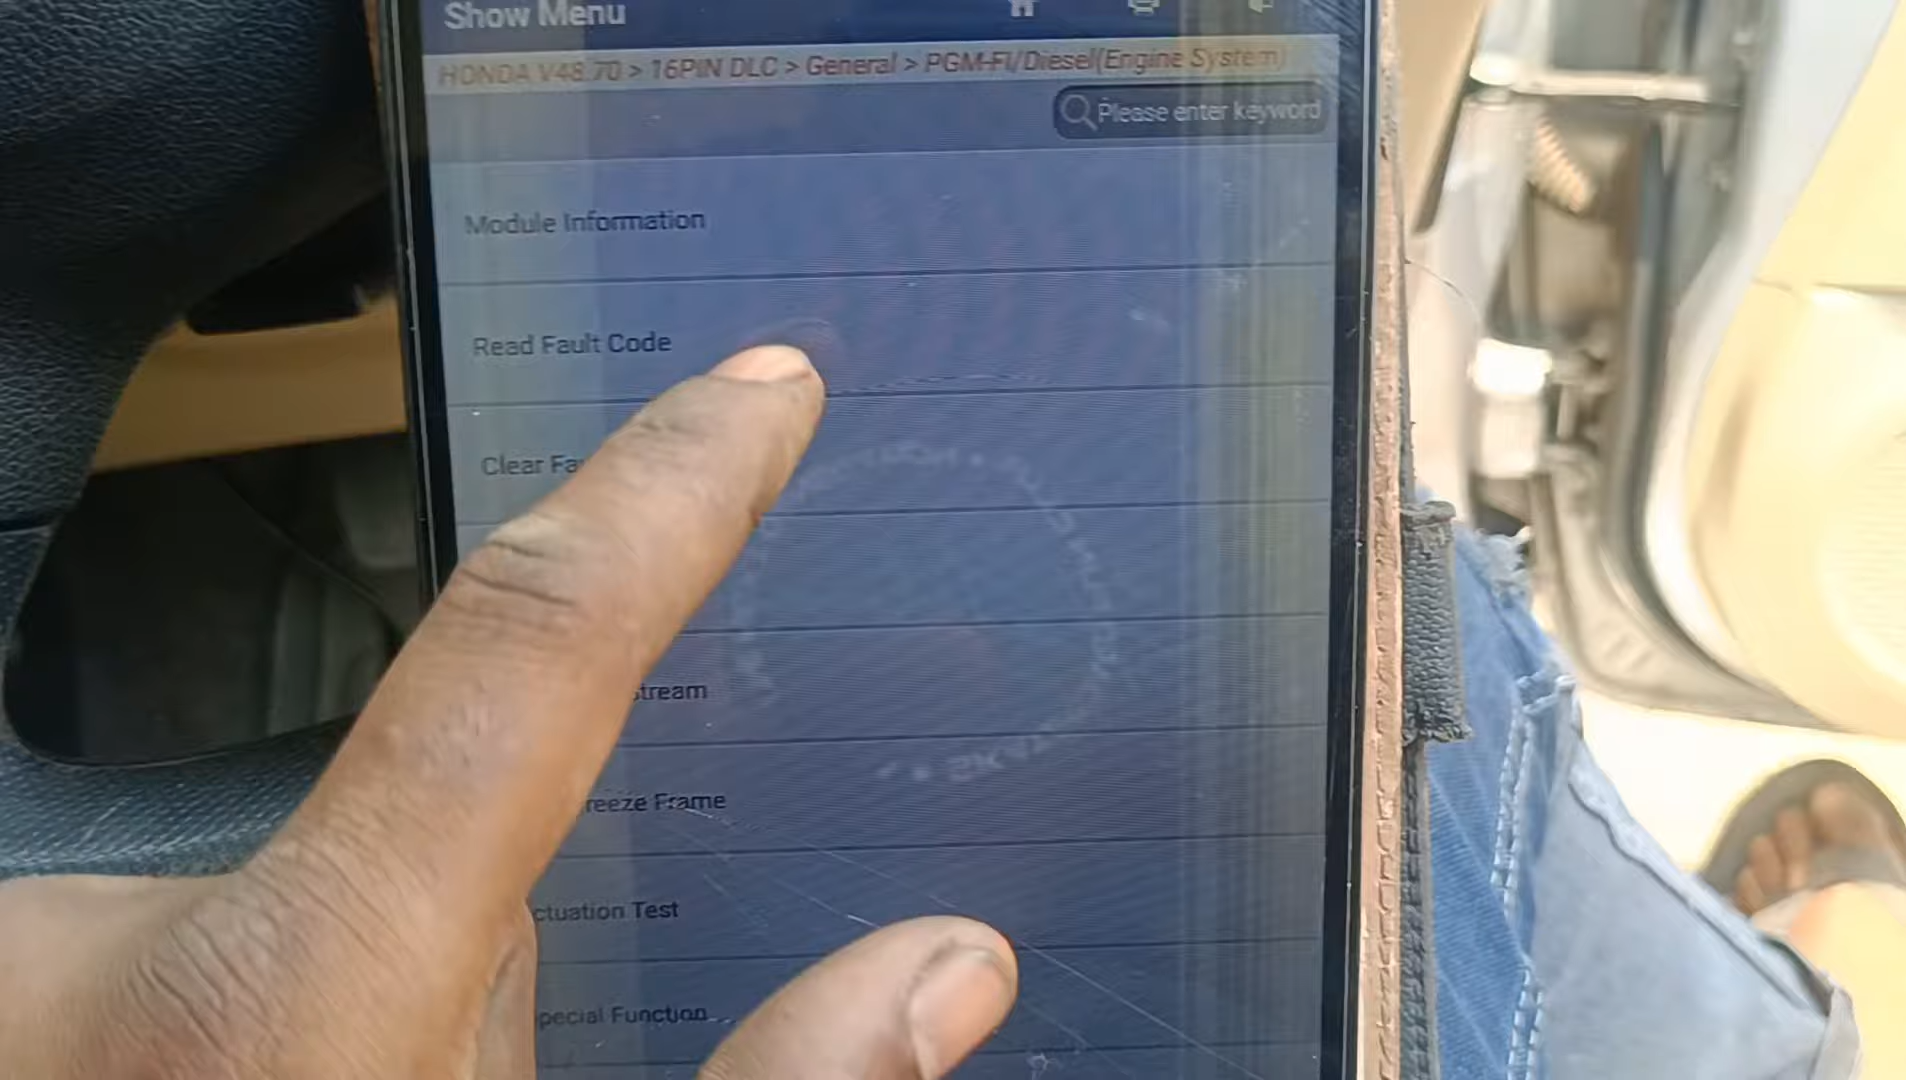 Show Menu
HONDA V48.70 > 16PIN DLC > General > PGM-FI/Diesel(Engine System)
Please enter keyword
Module Information
Read Fault Code
Clear Fa
tream
reeze Frame
ctuation Test
pecial Function